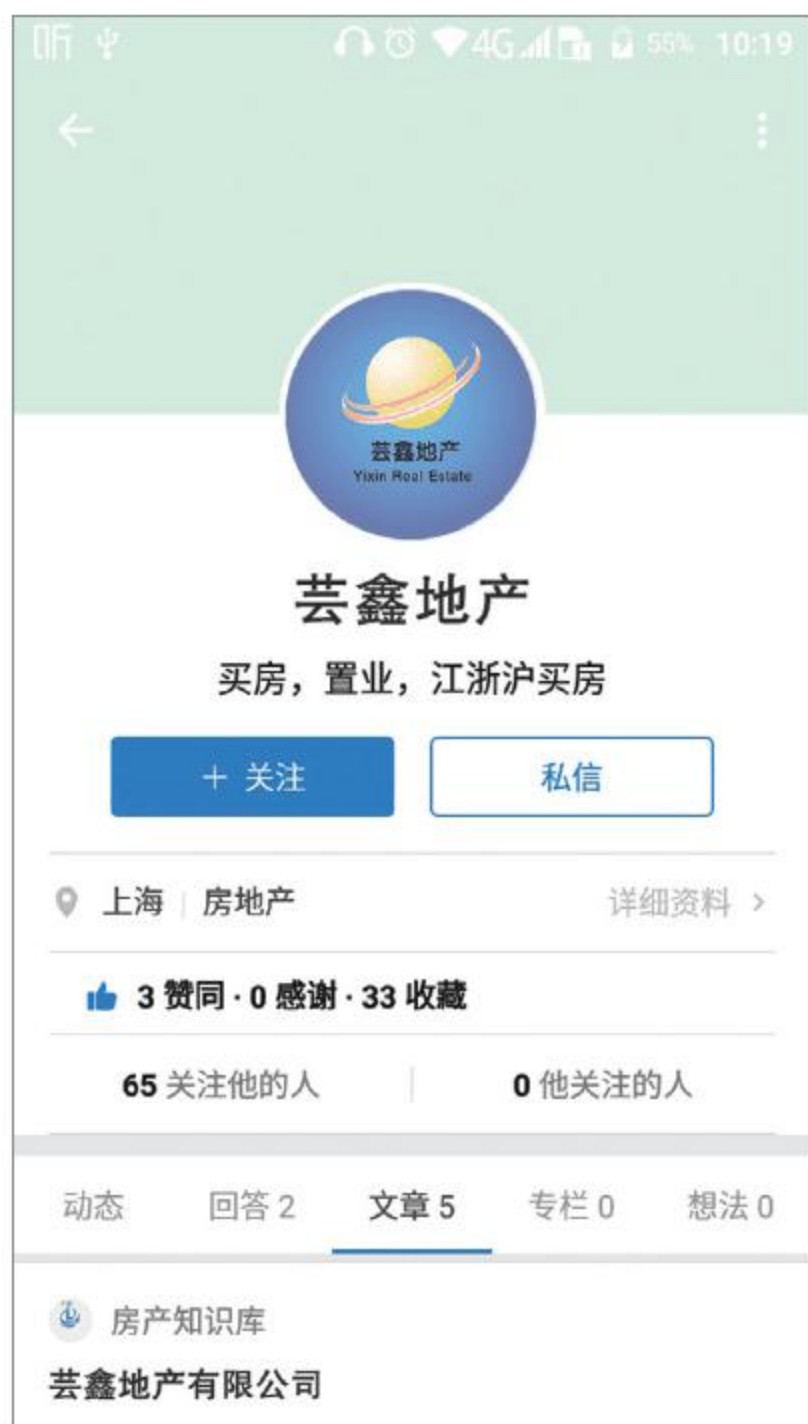 听 4G 55% 10:19
芸鑫地产
Yixin Real Estate
芸鑫地产
买房，置业，江浙沪买房
+ 关注 私信
上海 房地产 详细资料 >
3 赞同 · 0 感谢 · 33 收藏
65 关注他的人 0 他关注的人
动态 回答 2 文章 5 专栏 0 想法 0
房产知识库
芸鑫地产有限公司